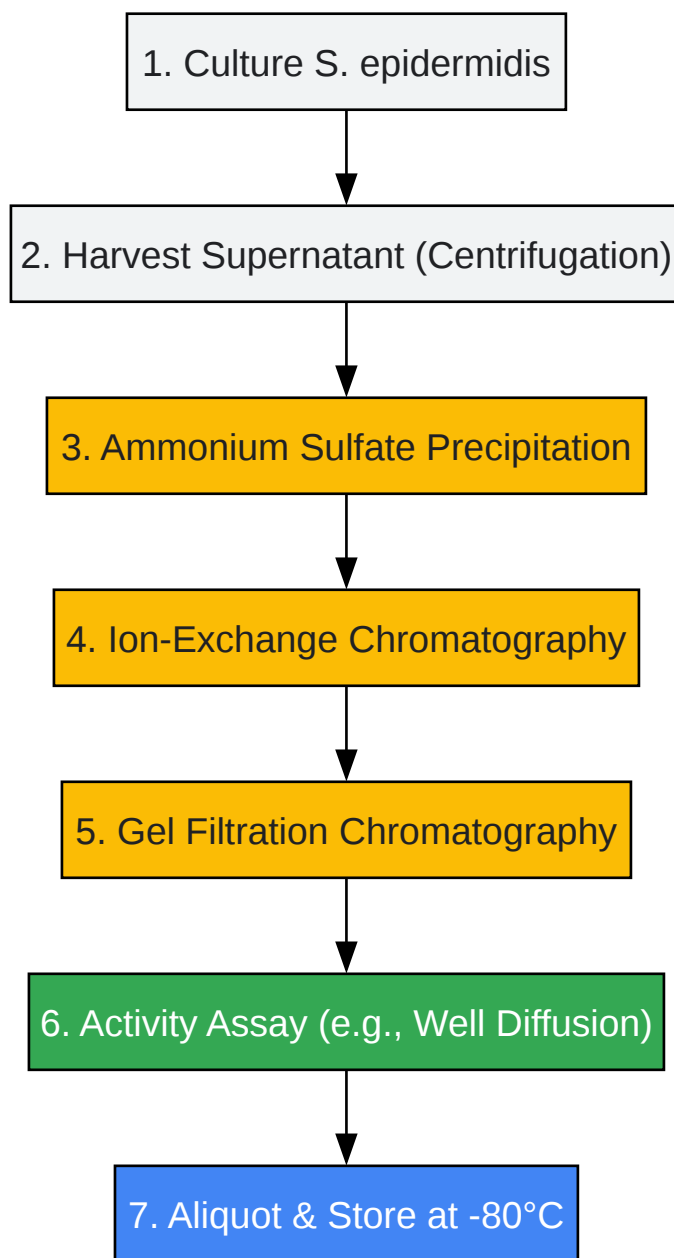 1. Culture S. epidermidis
2. Harvest Supernatant (Centrifugation)
3. Ammonium Sulfate Precipitation
4. Ion-Exchange Chromatography
5. Gel Filtration Chromatography
6. Activity Assay (e.g., Well Diffusion)
7. Aliquot & Store at -80°C